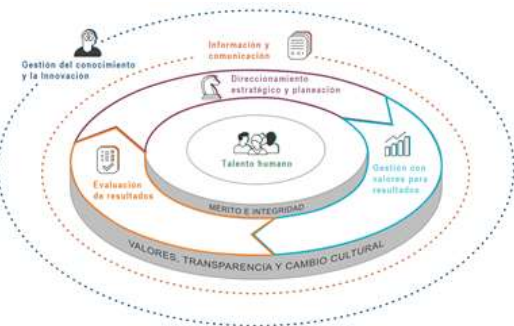 Información y
comunicación
Gestión del conocimiento
y la Innovación
Direccionamiento
estratégico y planeación
Talento humano
Gestión con
valores para
resultados
Evaluación
de resultados
MERITO E INTEGRIDAD
VALORES, TRANSPARENCIA Y CAMBIO CULTURAL